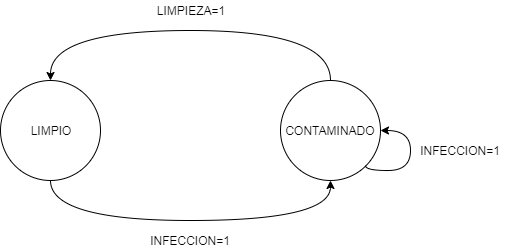 LIMPIEZA=1
LIMPIO
CONTAMINADO
INFECCION=1
INFECCION=1